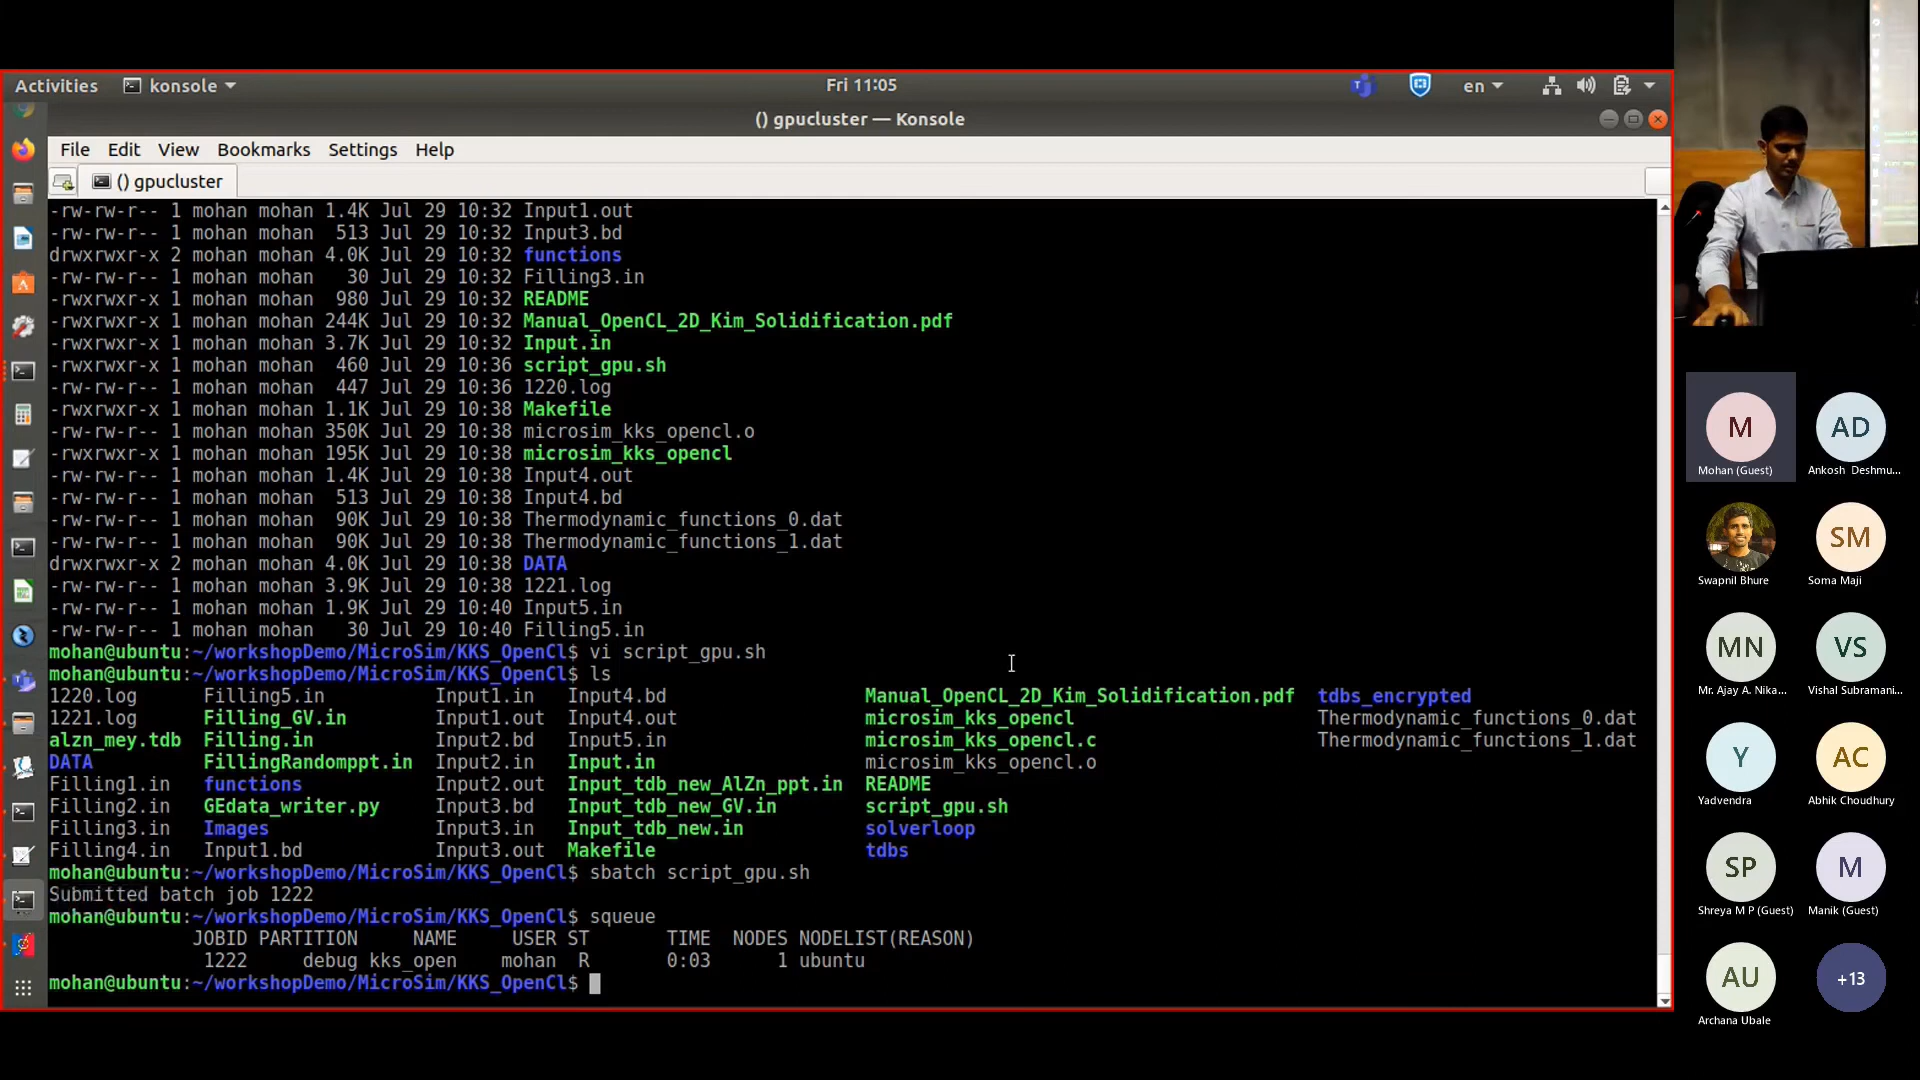 Activities konsole Fri 11:05 en
() gpucluster — Konsole
File Edit View Bookmarks Settings Help
() gpucluster
-rw-rw-r-- 1 mohan mohan 1.4K Jul 29 10:32 Input1.out
-rw-rw-r-- 1 mohan mohan 513 Jul 29 10:32 Input3.bd
drwxrwxr-x 2 mohan mohan 4.0K Jul 29 10:32 functions
-rw-rw-r-- 1 mohan mohan 30 Jul 29 10:32 Filling3.in
-rwxrwxr-x 1 mohan mohan 980 Jul 29 10:32 README
-rwxrwxr-x 1 mohan mohan 244K Jul 29 10:32 Manual_OpenCL_2D_Kim_Solidification.pdf
-rwxrwxr-x 1 mohan mohan 3.7K Jul 29 10:32 Input.in
-rwxrwxr-x 1 mohan mohan 460 Jul 29 10:36 script_gpu.sh
-rw-rw-r-- 1 mohan mohan 447 Jul 29 10:36 1220.log
-rwxrwxr-x 1 mohan mohan 1.1K Jul 29 10:38 Makefile
-rw-rw-r-- 1 mohan mohan 350K Jul 29 10:38 microsim_kks_opencl.o
-rwxrwxr-x 1 mohan mohan 195K Jul 29 10:38 microsim_kks_opencl
-rw-rw-r-- 1 mohan mohan 1.4K Jul 29 10:38 Input4.out
-rw-rw-r-- 1 mohan mohan 513 Jul 29 10:38 Input4.bd
-rw-rw-r-- 1 mohan mohan 90K Jul 29 10:38 Thermodynamic_functions_0.dat
-rw-rw-r-- 1 mohan mohan 90K Jul 29 10:38 Thermodynamic_functions_1.dat
drwxrwxr-x 2 mohan mohan 4.0K Jul 29 10:38 DATA
-rw-rw-r-- 1 mohan mohan 3.9K Jul 29 10:38 1221.log
-rw-rw-r-- 1 mohan mohan 1.9K Jul 29 10:40 Input5.in
-rw-rw-r-- 1 mohan mohan 30 Jul 29 10:40 Filling5.in
mohan@ubuntu:~/workshopDemo/MicroSim/KKS_OpenCl$ vi script_gpu.sh
mohan@ubuntu:~/workshopDemo/MicroSim/KKS_OpenCl$ ls
1220.log Filling5.in Input1.in Input4.bd Manual_OpenCL_2D_Kim_Solidification.pdf tdbs_encrypted
1221.log Filling_GV.in Input1.out Input4.out microsim_kks_opencl Thermodynamic_functions_0.dat
alzn_mey.tdb Filling.in Input2.bd Input5.in microsim_kks_opencl.c Thermodynamic_functions_1.dat
DATA FillingRandomppt.in Input2.in Input.in microsim_kks_opencl.o
Filling1.in functions Input2.out Input_tdb_new_AlZn_ppt.in README
Filling2.in GEdata_writer.py Input3.bd Input_tdb_new_GV.in script_gpu.sh
Filling3.in Images Input3.in Input_tdb_new.in solverloop
Filling4.in Input1.bd Input3.out Makefile tdbs
mohan@ubuntu:~/workshopDemo/MicroSim/KKS_OpenCl$ sbatch script_gpu.sh
Submitted batch job 1222
mohan@ubuntu:~/workshopDemo/MicroSim/KKS_OpenCl$ squeue
JOBID PARTITION NAME USER ST TIME NODES NODELIST(REASON)
1222 debug kks_open mohan R 0:03 1 ubuntu
mohan@ubuntu:~/workshopDemo/MicroSim/KKS_OpenCl$
M AD
Mohan (Guest) Ankosh Deshmu...
SM
Swapnil Bhure Soma Maji
MN VS
Mr. Ajay A. Nika... Vishal Subramani...
Y AC
Yadvendra Abhik Choudhury
SP M
Shreya M P (Guest) Manik (Guest)
AU +13
Archana Ubale